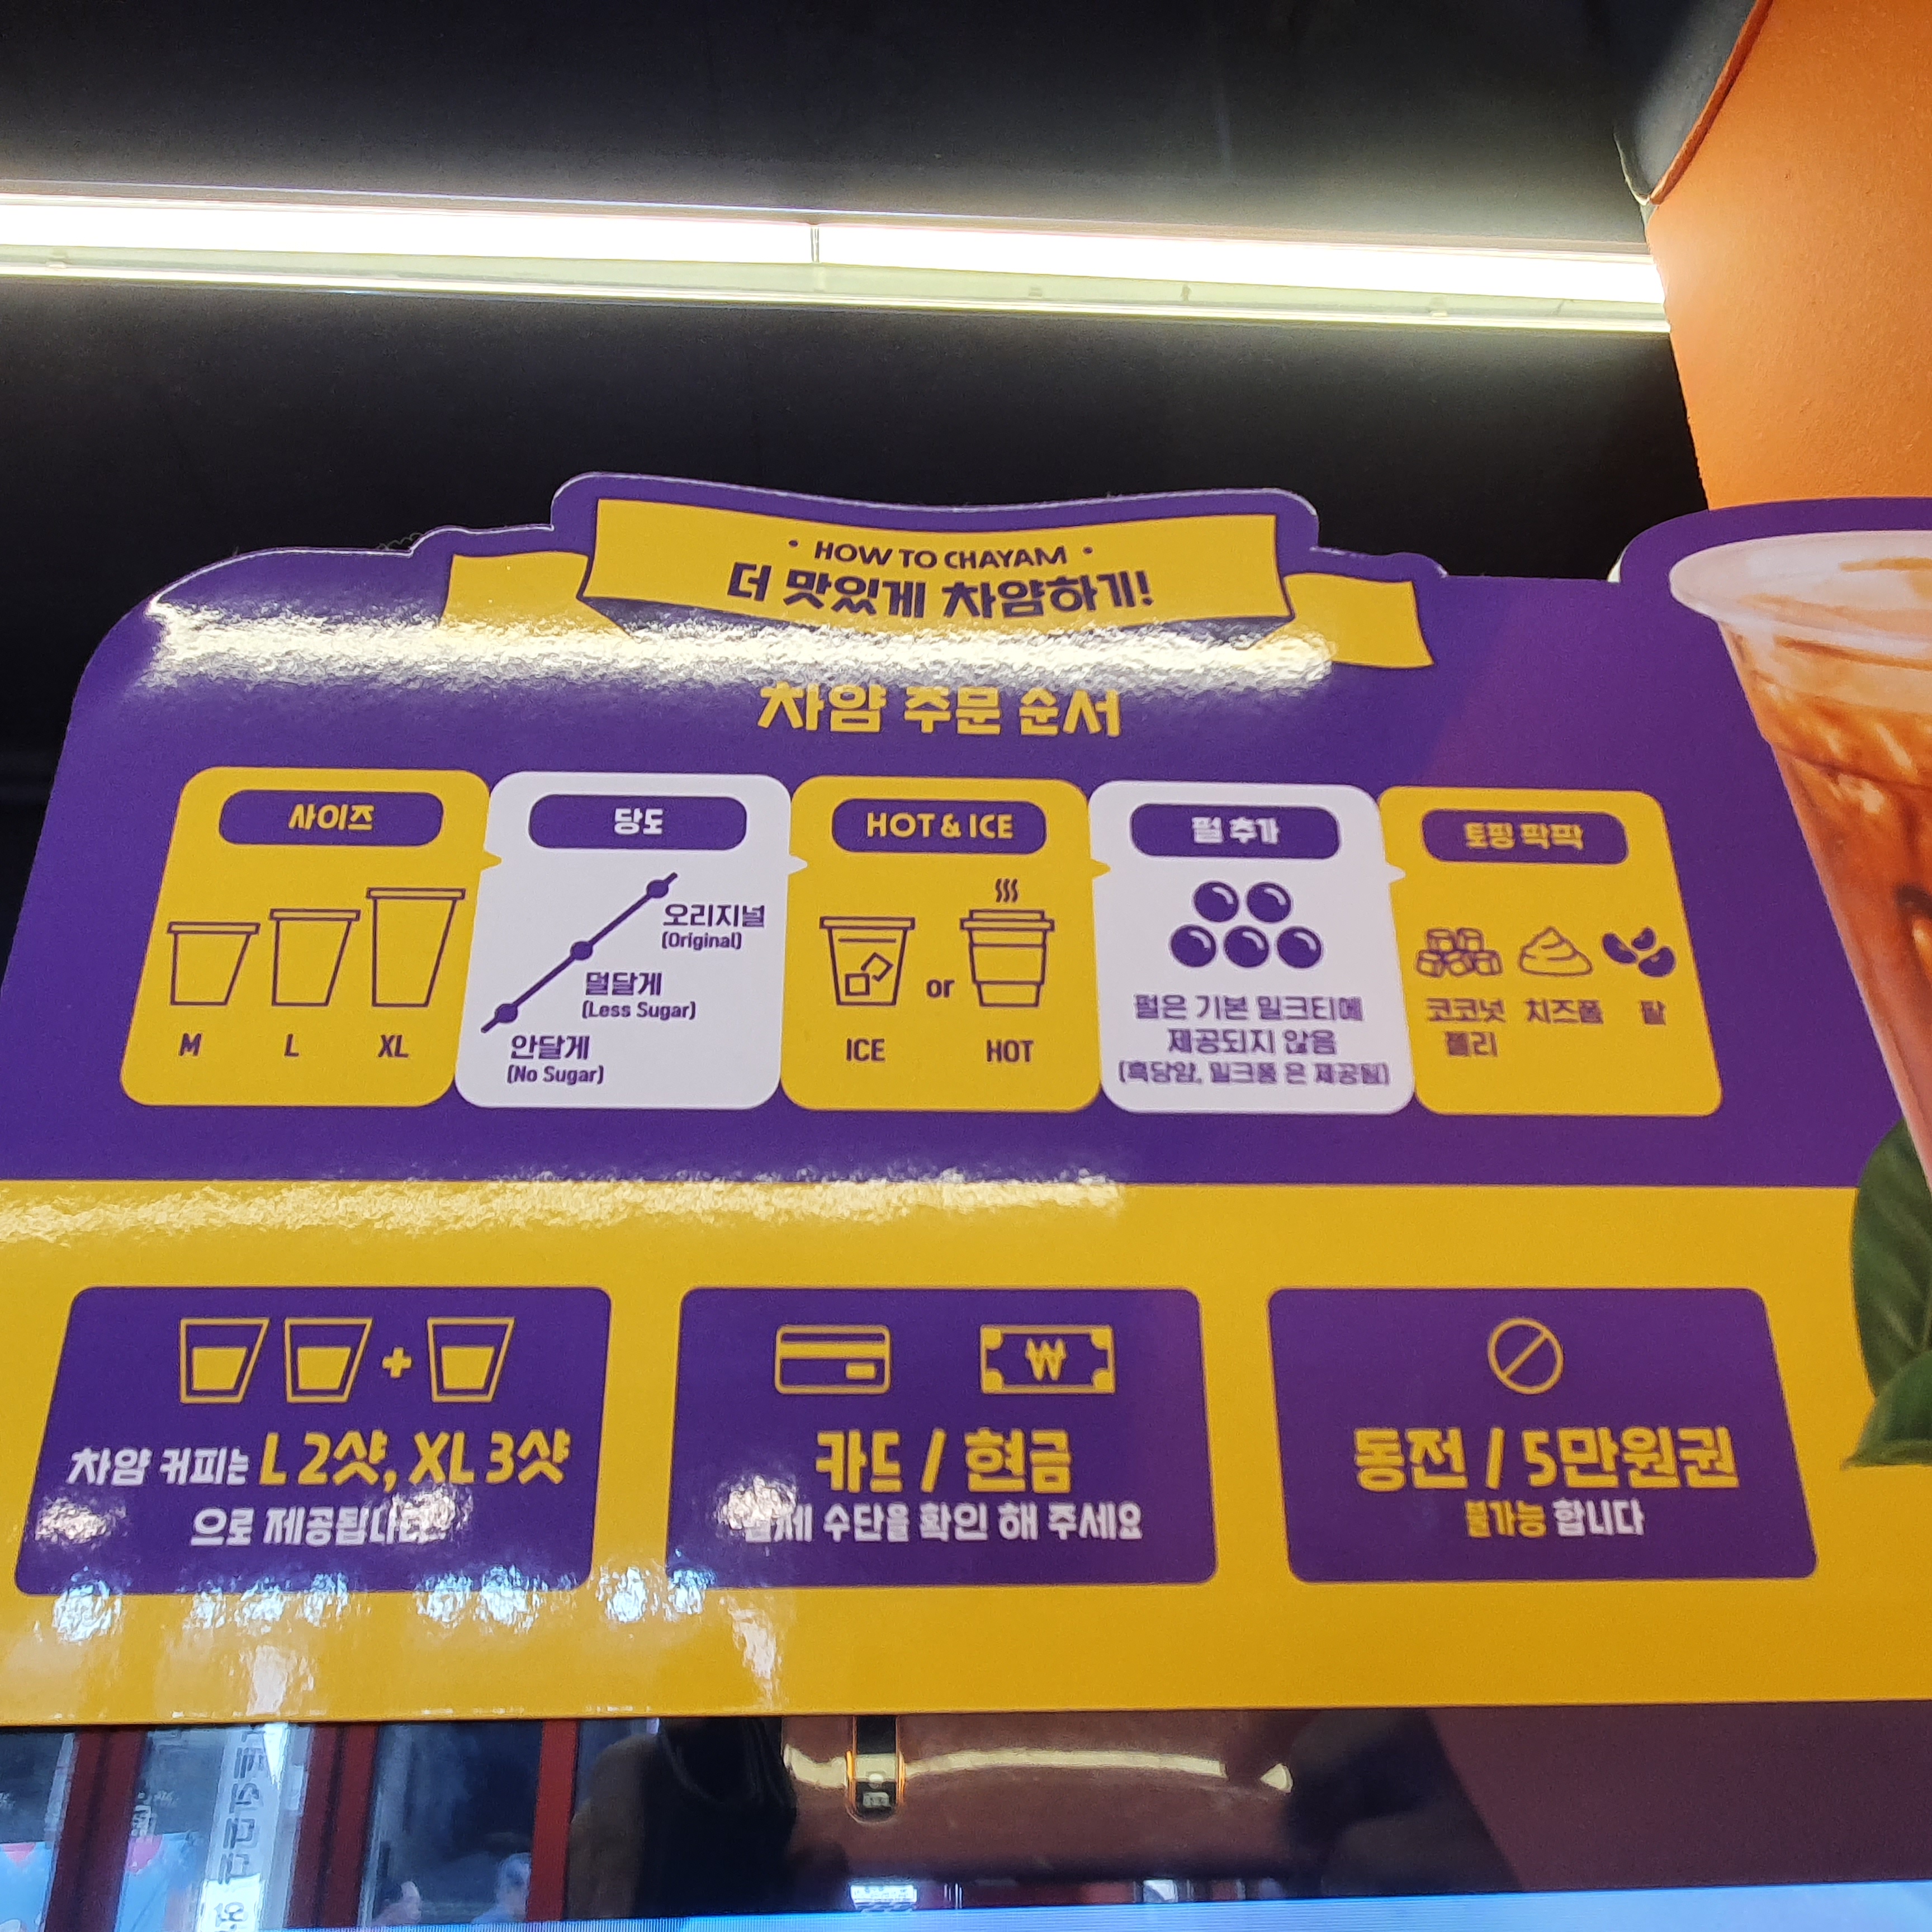 HOW TO CHAYAM
더 맛있게 차얌하기!
차얌 주문 순서
사이즈
M L XL
당도
오리지널
(Original)
덜달게
(Less Sugar)
안달게
(No Sugar)
HOT & ICE
or
ICE HOT
펄 추가
펄은 기본 밀크티에
제공되지 않음
(흑당얌, 밀크퐁 은 제공됨)
토핑 팍팍
코코넛 치즈폼 팥
젤리
차얌 커피는 L 2샷, XL 3샷
으로 제공됩니다
₩
카드 / 현금
수단을 확인 해 주세요
동전 / 5만원권
불가능 합니다